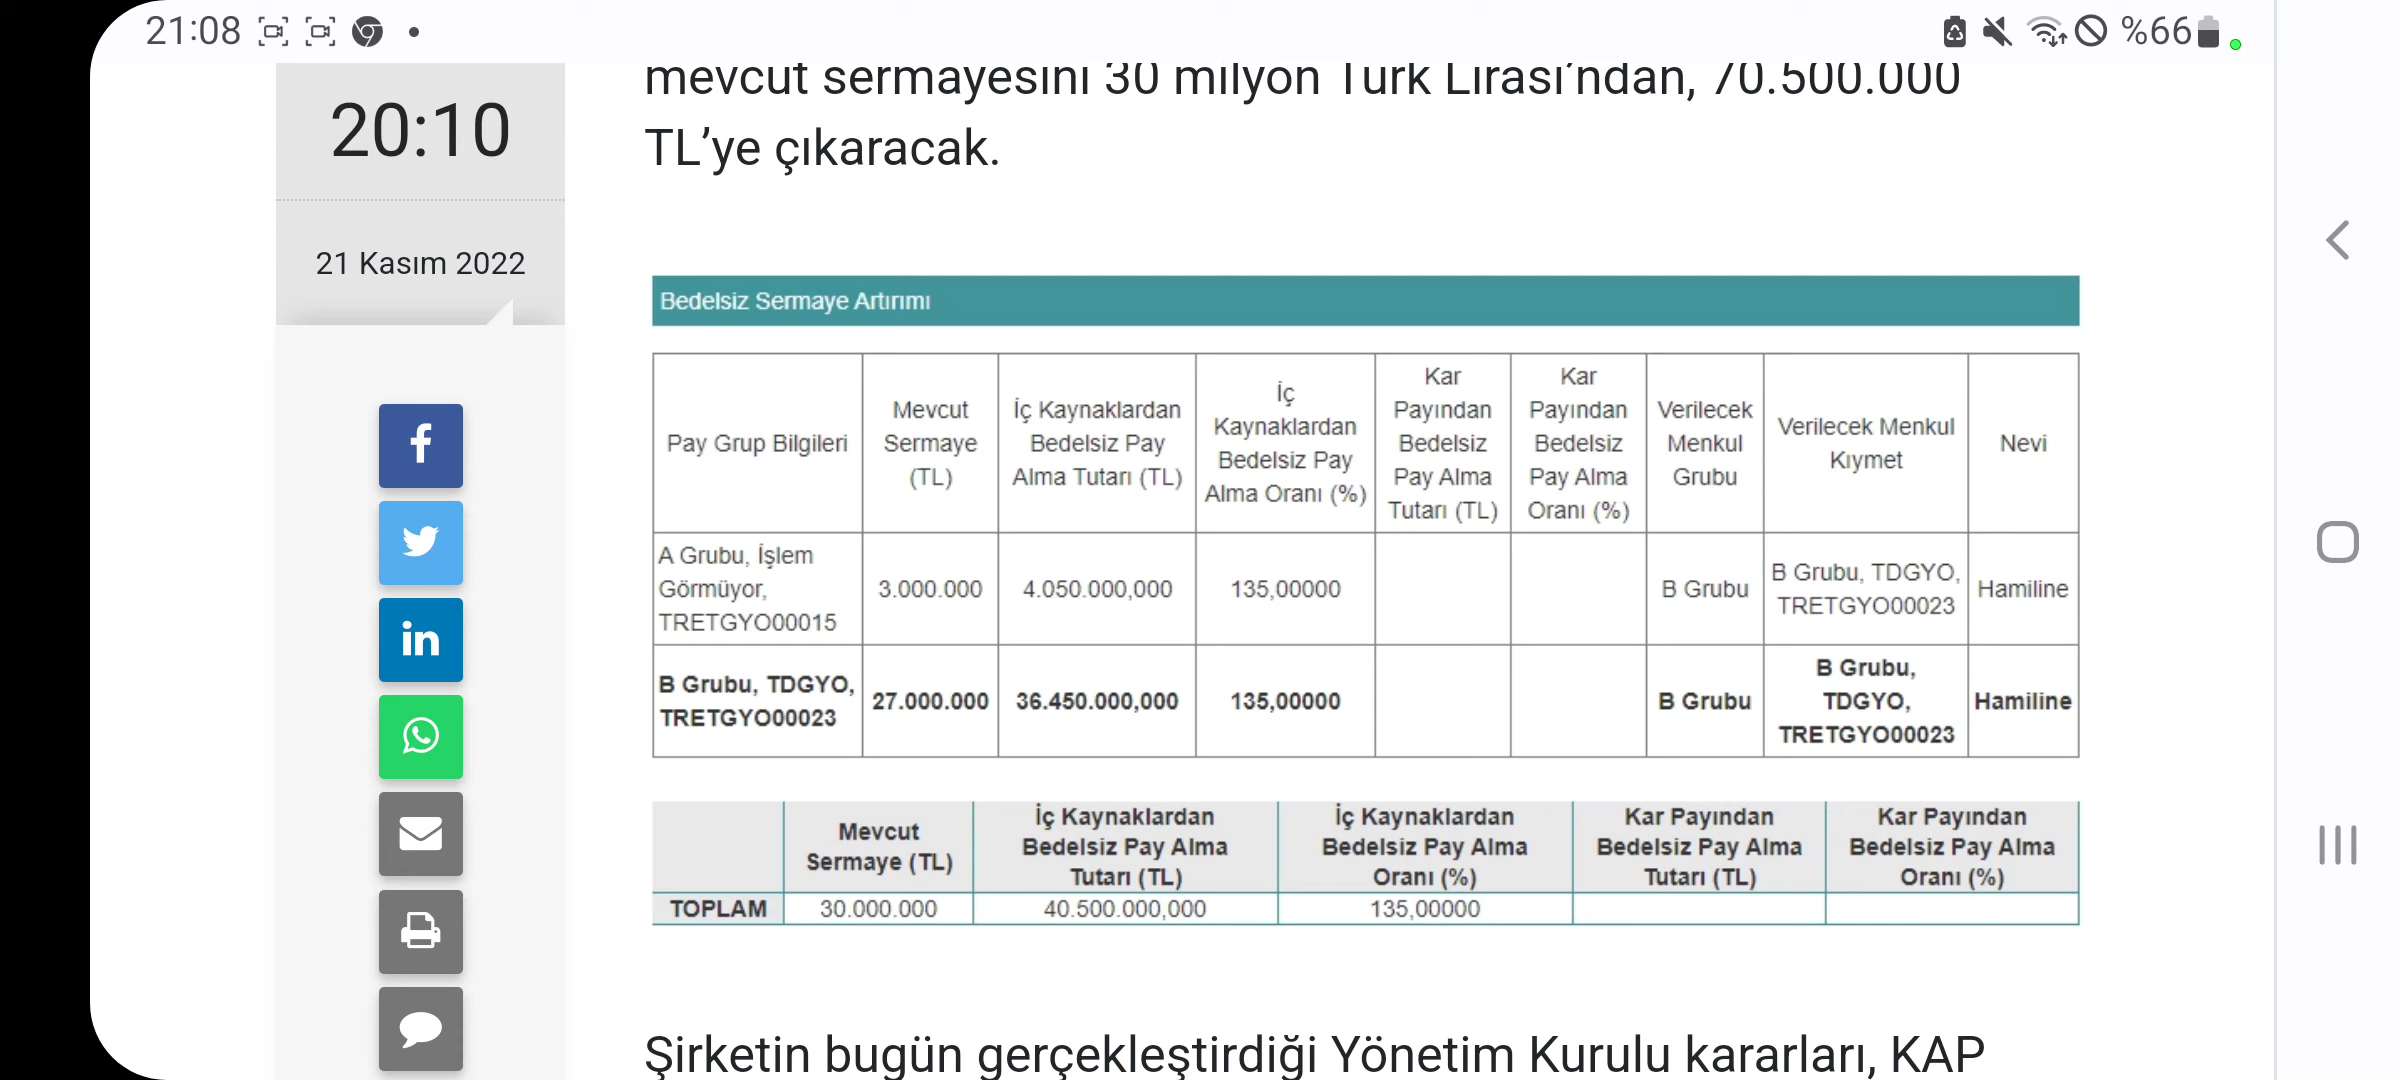 21:08
%66
20:10
21 Kasım 2022
mevcut sermayesini 30 milyon Türk Lirası’ndan, 70.500.000
TL’ye çıkaracak.
Bedelsiz Sermaye Artırımı
Pay Grup Bilgileri
Mevcut
Sermaye
(TL)
İç Kaynaklardan
Bedelsiz Pay
Alma Tutarı (TL)
İç
Kaynaklardan
Bedelsiz Pay
Alma Oranı (%)
Kar
Payından
Bedelsiz
Pay Alma
Tutarı (TL)
Kar
Payından
Bedelsiz
Pay Alma
Oranı (%)
Verilecek
Menkul
Grubu
Verilecek Menkul
Kıymet
Nevi
A Grubu, İşlem
Görmüyor,
TRETGYO00015
3.000.000
4.050.000,000
135,00000
B Grubu
B Grubu, TDGYO,
TRETGYO00023
Hamiline
B Grubu, TDGYO,
TRETGYO00023
27.000.000
36.450.000,000
135,00000
B Grubu
B Grubu,
TDGYO,
TRETGYO00023
Hamiline
Mevcut
Sermaye (TL)
İç Kaynaklardan
Bedelsiz Pay Alma
Tutarı (TL)
İç Kaynaklardan
Bedelsiz Pay Alma
Oranı (%)
Kar Payından
Bedelsiz Pay Alma
Tutarı (TL)
Kar Payından
Bedelsiz Pay Alma
Oranı (%)
TOPLAM
30.000.000
40.500.000,000
135,00000
Şirketin bugün gerçekleştirdiği Yönetim Kurulu kararları, KAP